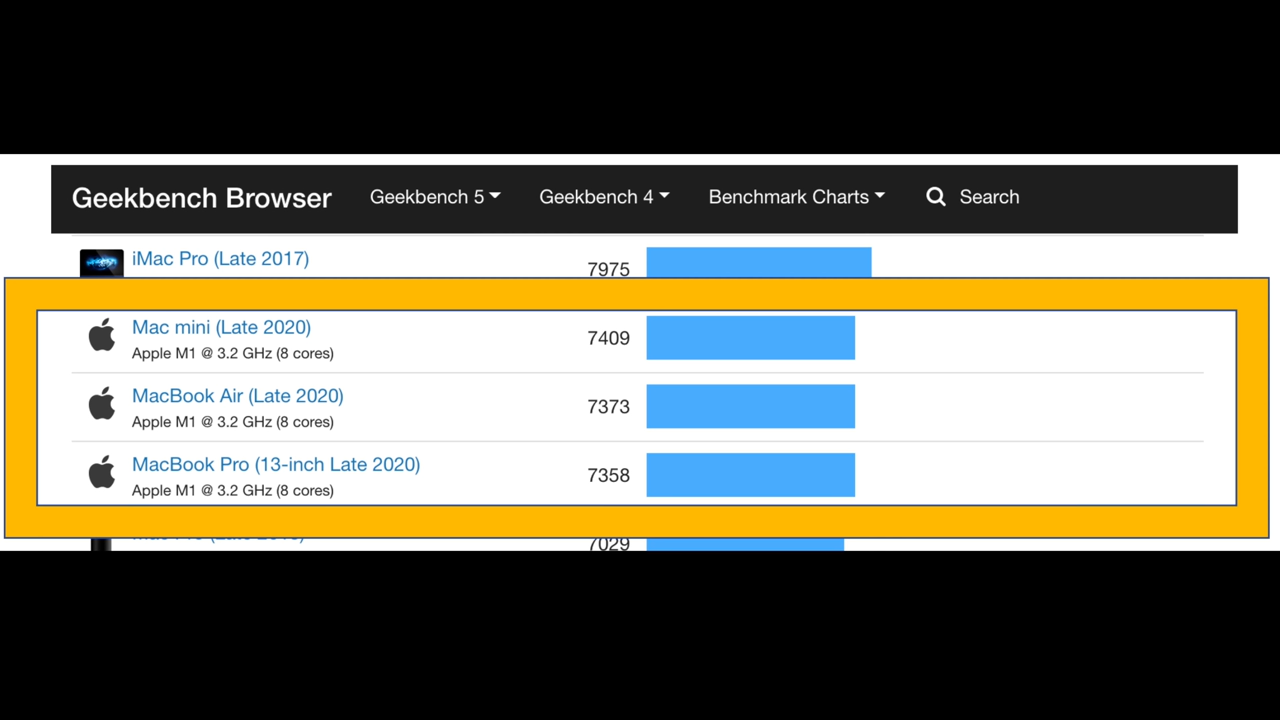 Geekbench Browser Geekbench 5 Geekbench 4 Benchmark Charts Search
iMac Pro (Late 2017) 7975
Mac mini (Late 2020) 7409
Apple M1 @ 3.2 GHz (8 cores)
MacBook Air (Late 2020) 7373
Apple M1 @ 3.2 GHz (8 cores)
MacBook Pro (13-inch Late 2020) 7358
Apple M1 @ 3.2 GHz (8 cores)
7029